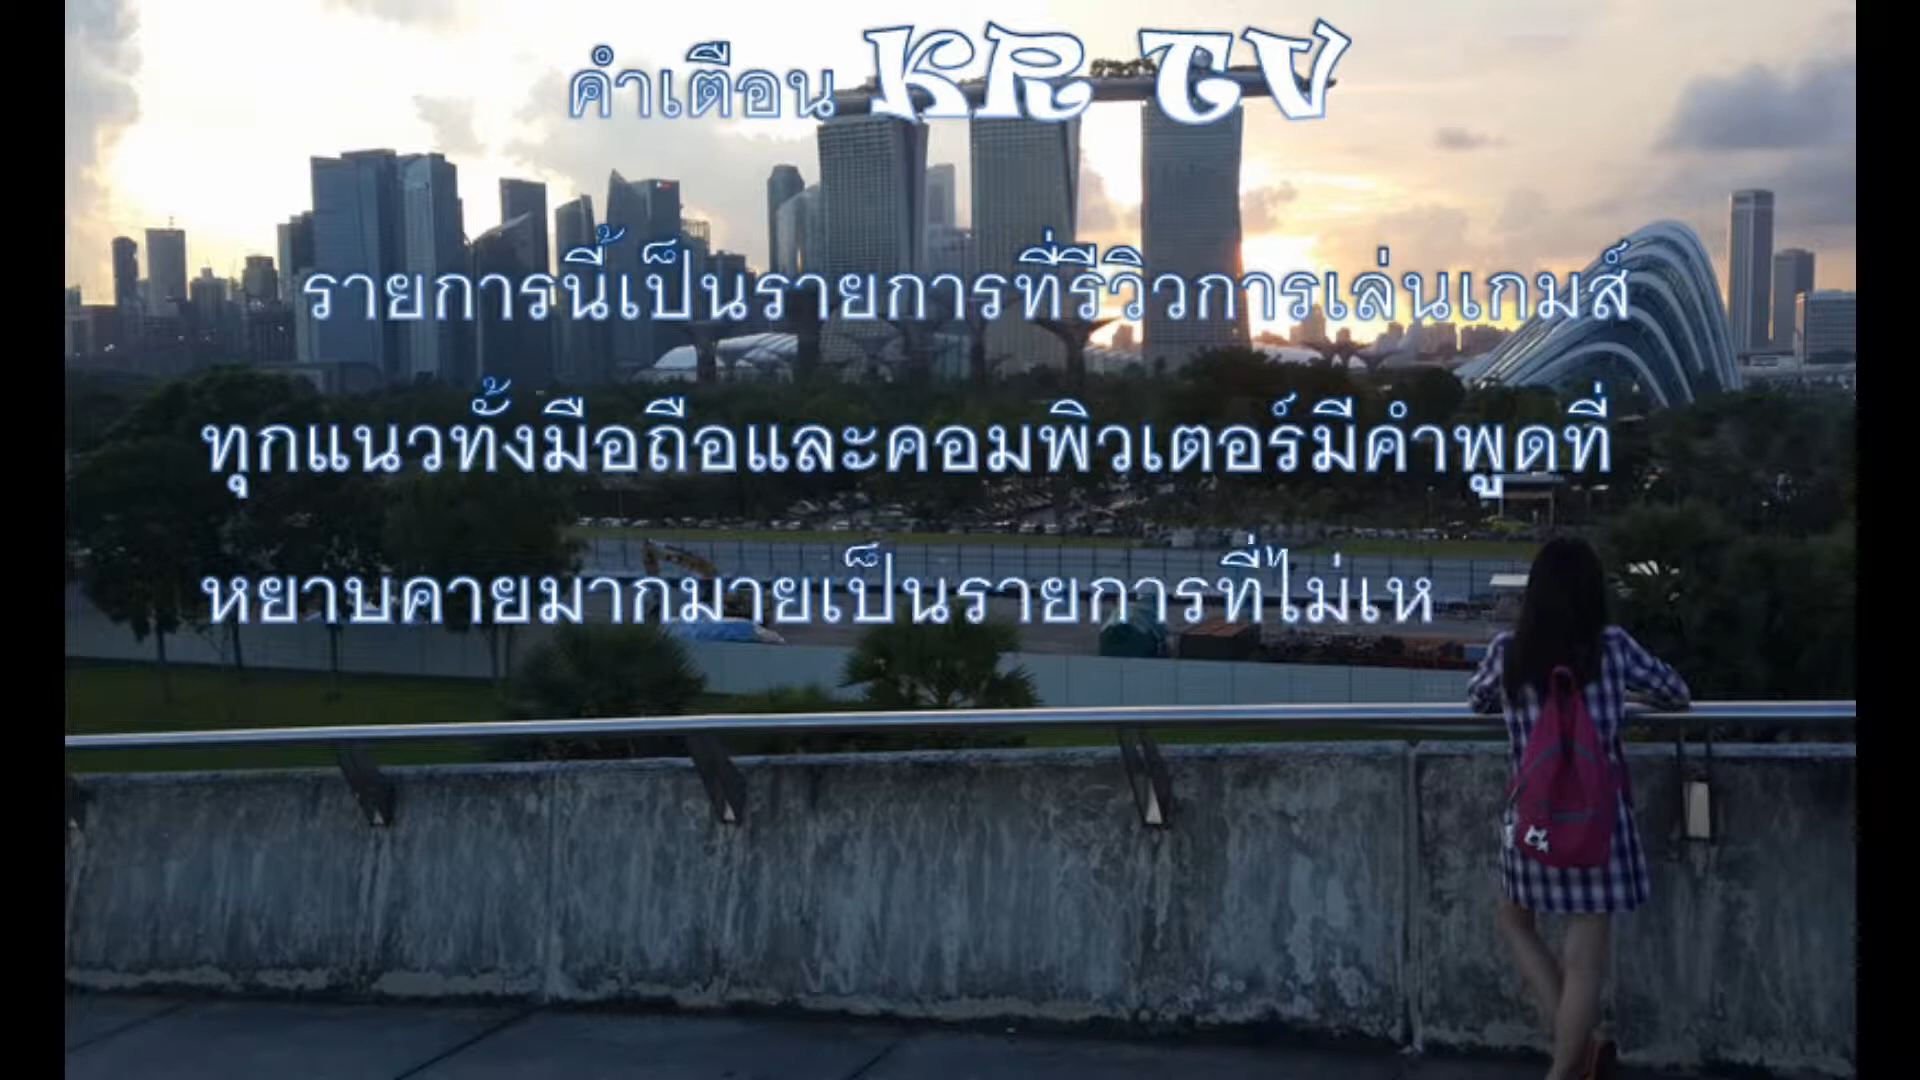 คำเตือน KR TV
รายการนี้เป็นรายการที่รีวิวการเล่นเกมส์
ทุกแนวทั้งมือถือและคอมพิวเตอร์มีคำพูดที่
หยาบคายมากมายเป็นรายการที่ไม่เห